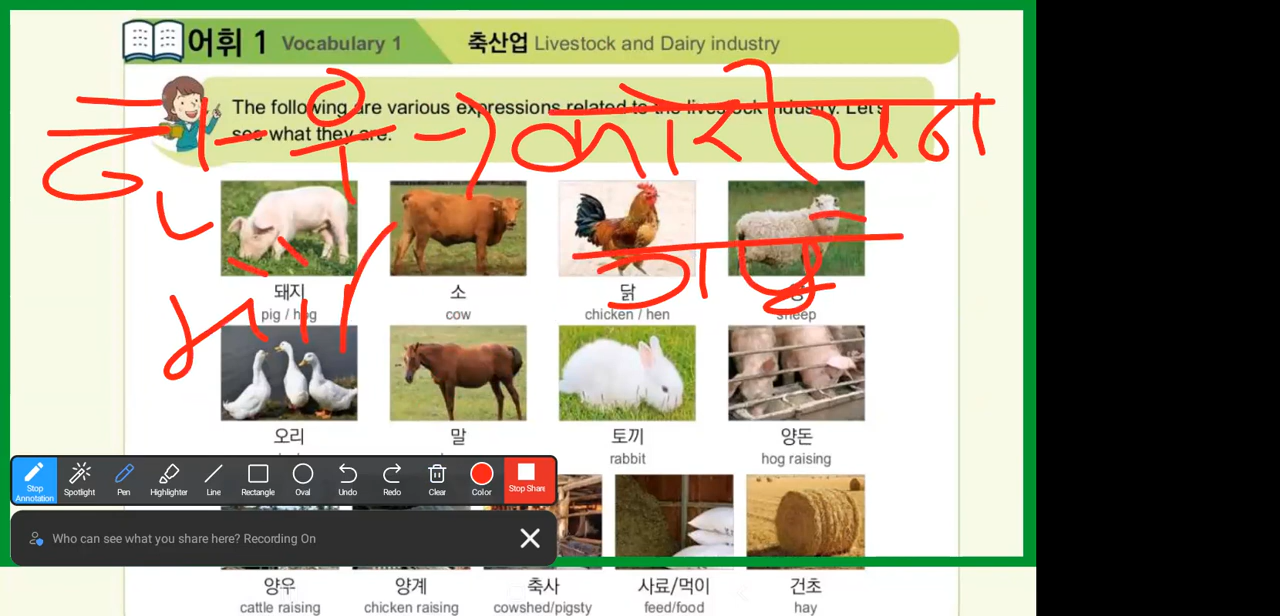 어휘 1 Vocabulary 1 축산업 Livestock and Dairy industry
The following are various expressions related to the livestock industry. Let's
see what they are.
돼지 소 닭 양
pig / hog cow chicken / hen sheep
오리 말 토끼 양돈
rabbit hog raising
Stop Annotation Spotlight Pen Highlighter Line Rectangle Oval Undo Redo Clear Color Stop Share
Who can see what you share here? Recording On
양우 양계 축사 사료/먹이 건초
cattle raising chicken raising cowshed/pigsty feed/food hay